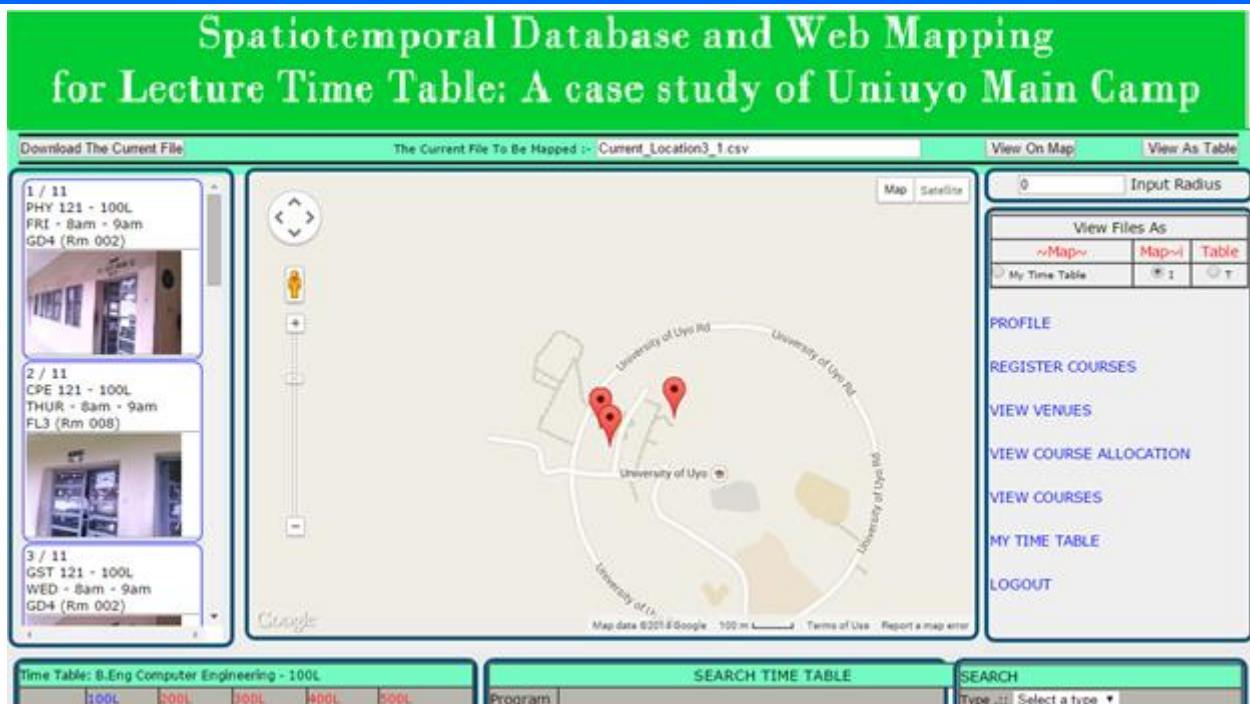 Spatiotemporal Database and Web Mapping
for Lecture Time Table: A case study of Uniuyo Main Camp
Download The Current File
The Current File To Be Mapped :- Current_Location3_1.csv
View On Map
View As Table
1 / 11
PHY 121 - 100L
FRI - 8am - 9am
GD4 (Rm 002)
2 / 11
CPE 121 - 100L
THUR - 8am - 9am
FL3 (Rm 008)
3 / 11
GST 121 - 100L
WED - 8am - 9am
GD4 (Rm 002)
Map Satellite
University of Uyo Rd
University of Uyo Rd
University of Uyo Rd
University of Uyo
University of
Google
Map data ©2014 Google 100 m Terms of Use Report a map error
0 Input Radius
View Files As
~Map~ Map~i Table
My Time Table I T
PROFILE
REGISTER COURSES
VIEW VENUES
VIEW COURSE ALLOCATION
VIEW COURSES
MY TIME TABLE
LOGOUT
Time Table: B.Eng Computer Engineering - 100L
100L 200L 300L 400L 500L
SEARCH TIME TABLE
Program
SEARCH
Type .:: Select a type